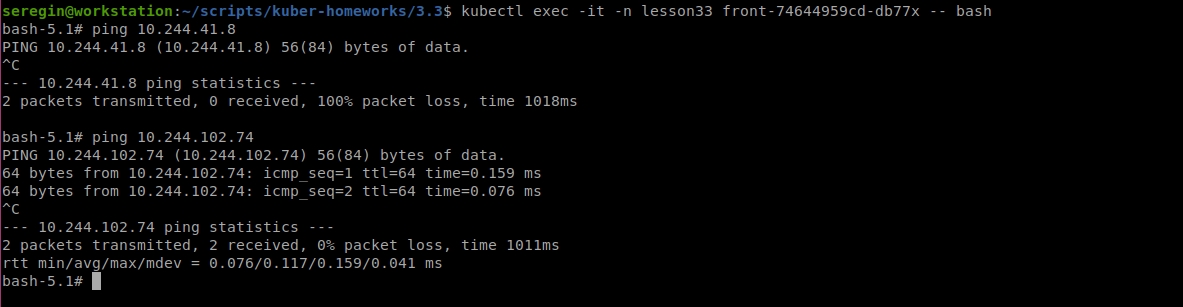 seregin@workstation:~/scripts/kuber-homeworks/3.3$ kubectl exec -it -n lesson33 front-74644959cd-db77x -- bash
bash-5.1# ping 10.244.41.8
PING 10.244.41.8 (10.244.41.8) 56(84) bytes of data.
^C
--- 10.244.41.8 ping statistics ---
2 packets transmitted, 0 received, 100% packet loss, time 1018ms
bash-5.1# ping 10.244.102.74
PING 10.244.102.74 (10.244.102.74) 56(84) bytes of data.
64 bytes from 10.244.102.74: icmp_seq=1 ttl=64 time=0.159 ms
64 bytes from 10.244.102.74: icmp_seq=2 ttl=64 time=0.076 ms
^C
--- 10.244.102.74 ping statistics ---
2 packets transmitted, 2 received, 0% packet loss, time 1011ms
rtt min/avg/max/mdev = 0.076/0.117/0.159/0.041 ms
bash-5.1#